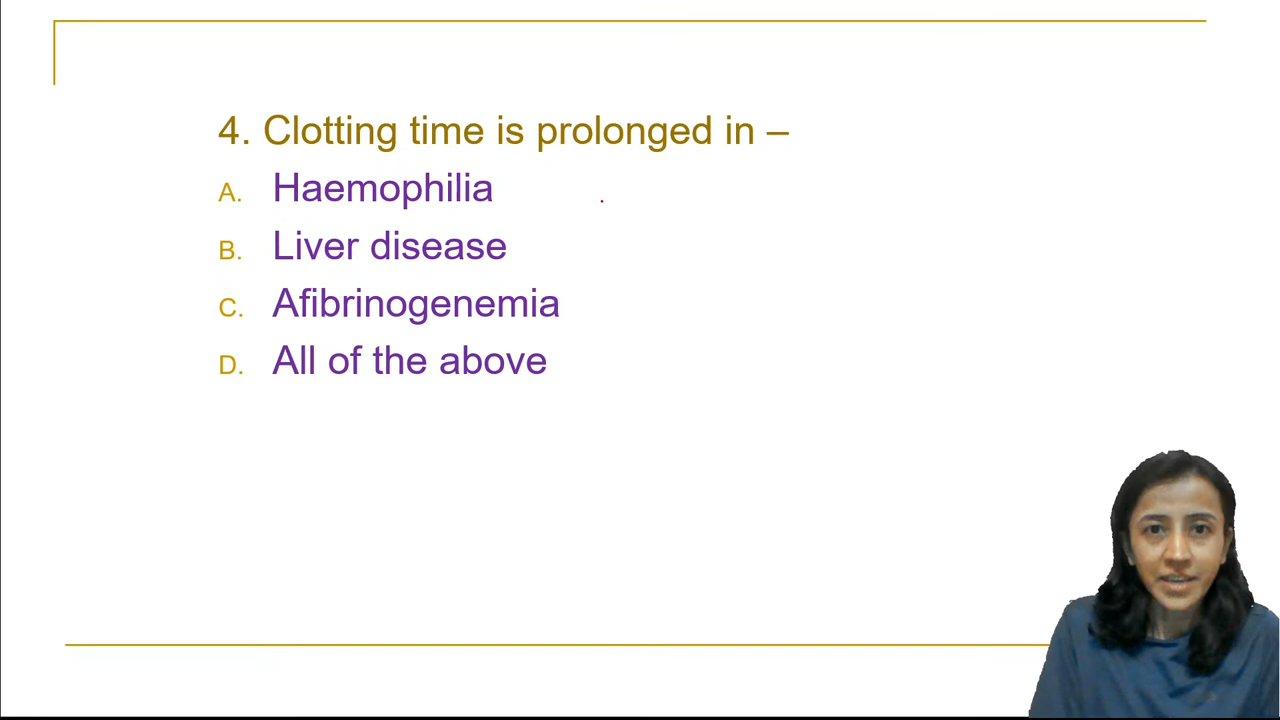 4. Clotting time is prolonged in –
A. Haemophilia
B. Liver disease
C. Afibrinogenemia
D. All of the above